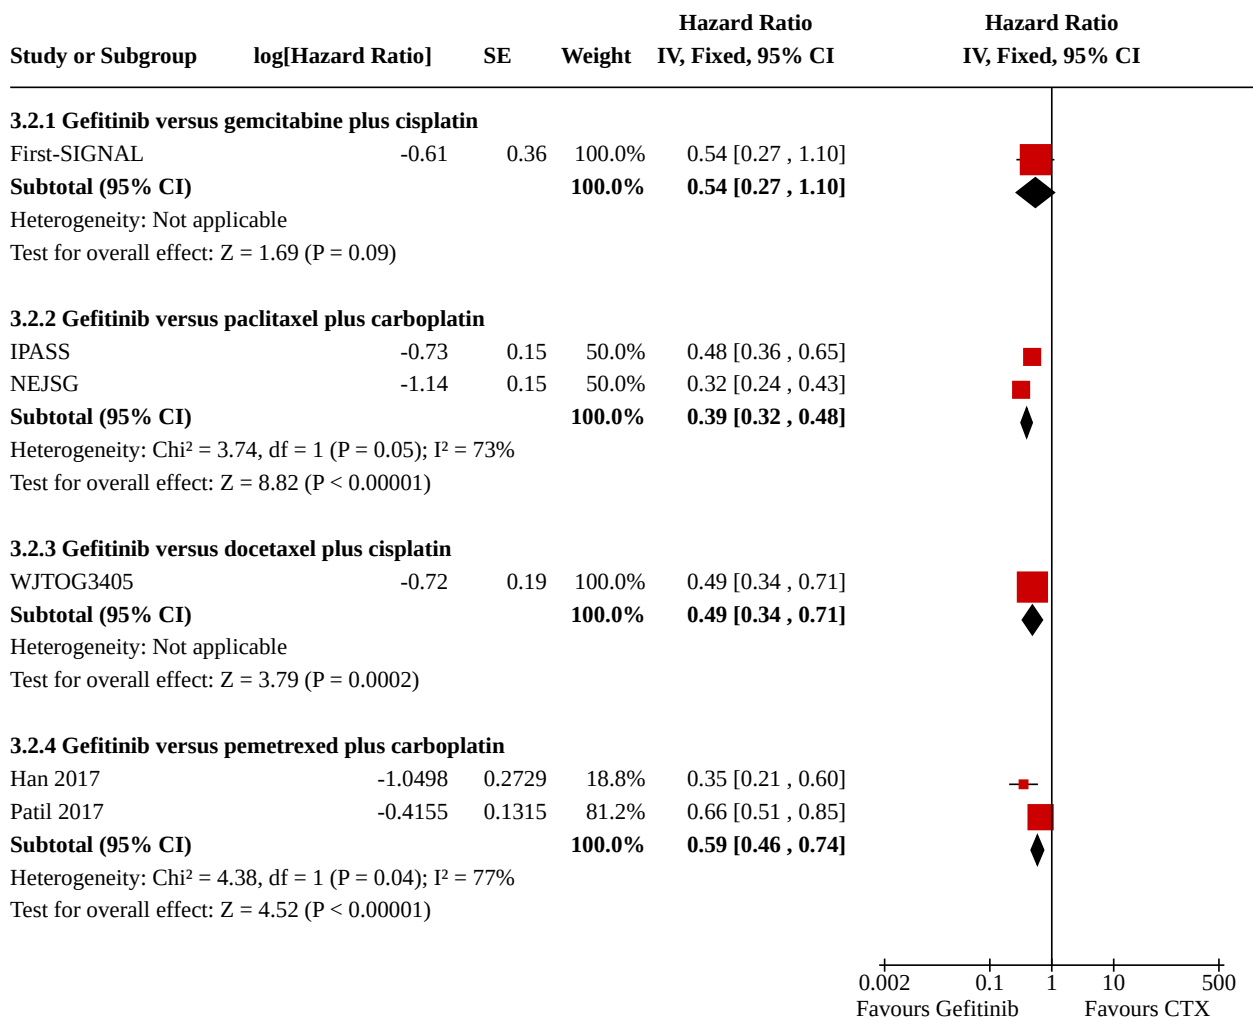 Hazard Ratio Hazard Ratio
Study or Subgroup log[Hazard Ratio] SE Weight IV, Fixed, 95% CI IV, Fixed, 95% CI
3.2.1 Gefitinib versus gemcitabine plus cisplatin
First-SIGNAL -0.61 0.36 100.0% 0.54 [0.27 , 1.10]
Subtotal (95% CI) 100.0% 0.54 [0.27 , 1.10]
Heterogeneity: Not applicable
Test for overall effect: Z = 1.69 (P = 0.09)
3.2.2 Gefitinib versus paclitaxel plus carboplatin
IPASS -0.73 0.15 50.0% 0.48 [0.36 , 0.65]
NEJSG -1.14 0.15 50.0% 0.32 [0.24 , 0.43]
Subtotal (95% CI) 100.0% 0.39 [0.32 , 0.48]
Heterogeneity: Chi² = 3.74, df = 1 (P = 0.05); I² = 73%
Test for overall effect: Z = 8.82 (P < 0.00001)
3.2.3 Gefitinib versus docetaxel plus cisplatin
WJTOG3405 -0.72 0.19 100.0% 0.49 [0.34 , 0.71]
Subtotal (95% CI) 100.0% 0.49 [0.34 , 0.71]
Heterogeneity: Not applicable
Test for overall effect: Z = 3.79 (P = 0.0002)
3.2.4 Gefitinib versus pemetrexed plus carboplatin
Han 2017 -1.0498 0.2729 18.8% 0.35 [0.21 , 0.60]
Patil 2017 -0.4155 0.1315 81.2% 0.66 [0.51 , 0.85]
Subtotal (95% CI) 100.0% 0.59 [0.46 , 0.74]
Heterogeneity: Chi² = 4.38, df = 1 (P = 0.04); I² = 77%
Test for overall effect: Z = 4.52 (P < 0.00001)
0.002 0.1 1 10 500
Favours Gefitinib Favours CTX